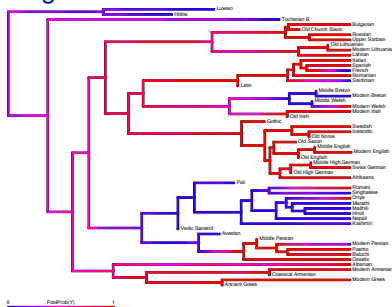 Luwian
Hittite
Tocharian B
Bulgarian
Old Church Slavic
Russian
Upper Sorbian
Old Lithuanian
Modern Lithuanian
Latvian
Italian
Spanish
French
Romanian
Sardinian
Latin
Middle Breton
Modern Breton
Middle Welsh
Modern Welsh
Modern Irish
Old Irish
Gothic
Swedish
Icelandic
Old Norse
Old Saxon
Middle English
Modern English
Old English
Middle High German
Swiss German
Old High German
Afrikaans
Pali
Romani
Singhalese
Oriya
Marathi
Maithili
Hindi
Nepali
Kashmiri
Vedic Sanskrit
Avestan
Middle Persian
Modern Persian
Pashto
Baluchi
Ossetic
Albanian
Modern Armenian
Classical Armenian
Modern Greek
Ancient Greek
0 PostProb(Y) 1